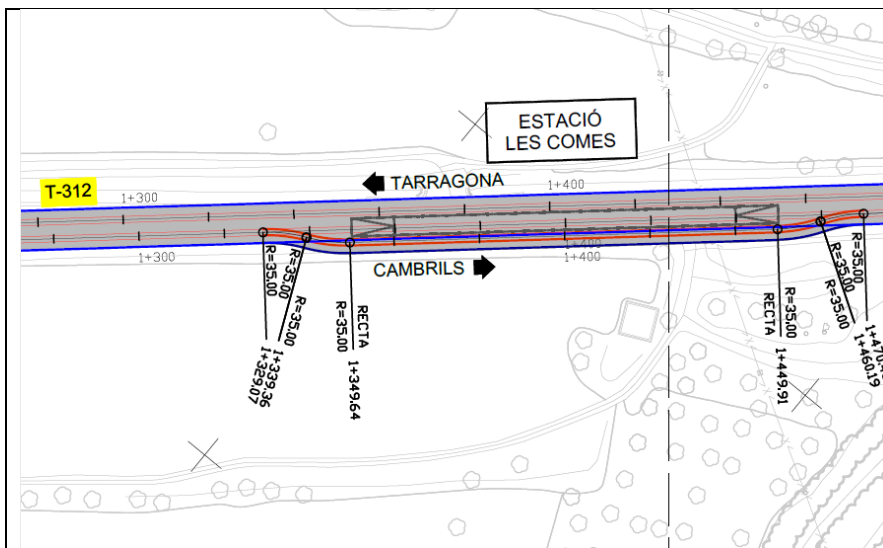 ESTACIÓ
LES COMES
T-312
1+300
TARRAGONA
1+400
1+300
CAMBRILS
1+400
R=35.00
1+329.07
R=35.00
R=35.00
1+339.36
RECTA
R=35.00
1+349.64
R=35.00
RECTA
1+449.91
R=35.00
R=35.00
1+460.19
R=35.00